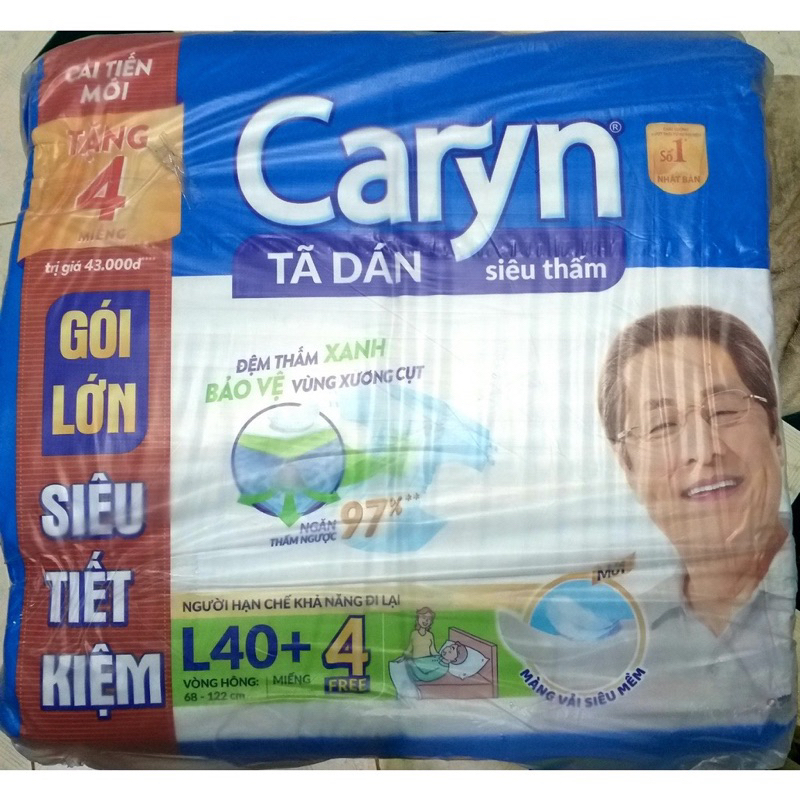 CẢI TIẾN
MỚI
TẶNG
4
MIẾNG
trị giá 43.000đ****
GÓI
LỚN
SIÊU
TIẾT
KIỆM
Caryn®
Số 1
NHẬT BẢN
TÃ DÁN siêu thấm
ĐỆM THẤM XANH
BẢO VỆ VÙNG XƯƠNG CỤT
NGĂN
THẤM NGƯỢC 97%**
NGƯỜI HẠN CHẾ KHẢ NĂNG ĐI LẠI
L40+4
VÒNG HÔNG: MIẾNG FREE
68 - 122 cm
MỚI
MÀNG VẢI SIÊU MỀM